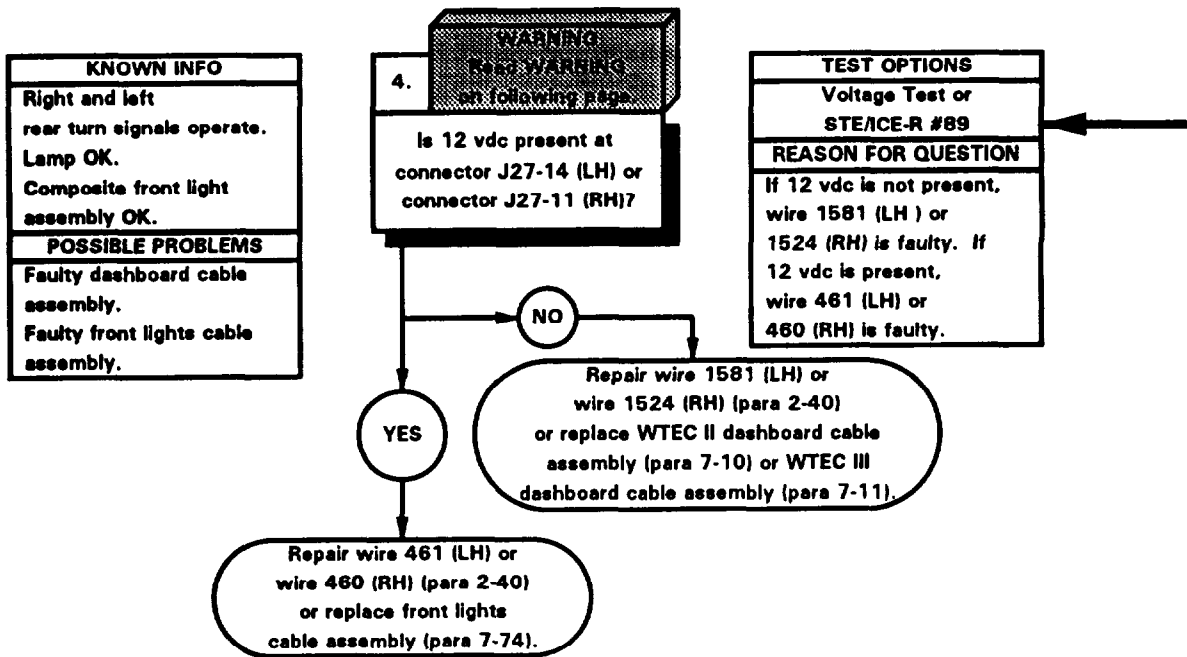 KNOWN INFO
Right and left
rear turn signals operate.
Lamp OK.
Composite front light
assembly OK.
POSSIBLE PROBLEMS
Faulty dashboard cable
assembly.
Faulty front lights cable
assembly.
4.
WARNING
Read WARNING
on following page.
Is 12 vdc present at
connector J27-14 (LH) or
connector J27-11 (RH)?
TEST OPTIONS
Voltage Test or
STE/ICE-R #89
REASON FOR QUESTION
If 12 vdc is not present,
wire 1581 (LH ) or
1524 (RH) is faulty. If
12 vdc is present,
wire 461 (LH) or
460 (RH) is faulty.
NO
Repair wire 1581 (LH) or
wire 1524 (RH) (para 2-40)
or replace WTEC II dashboard cable
assembly (para 7-10) or WTEC III
dashboard cable assembly (para 7-11).
YES
Repair wire 461 (LH) or
wire 460 (RH) (para 2-40)
or replace front lights
cable assembly (para 7-74).